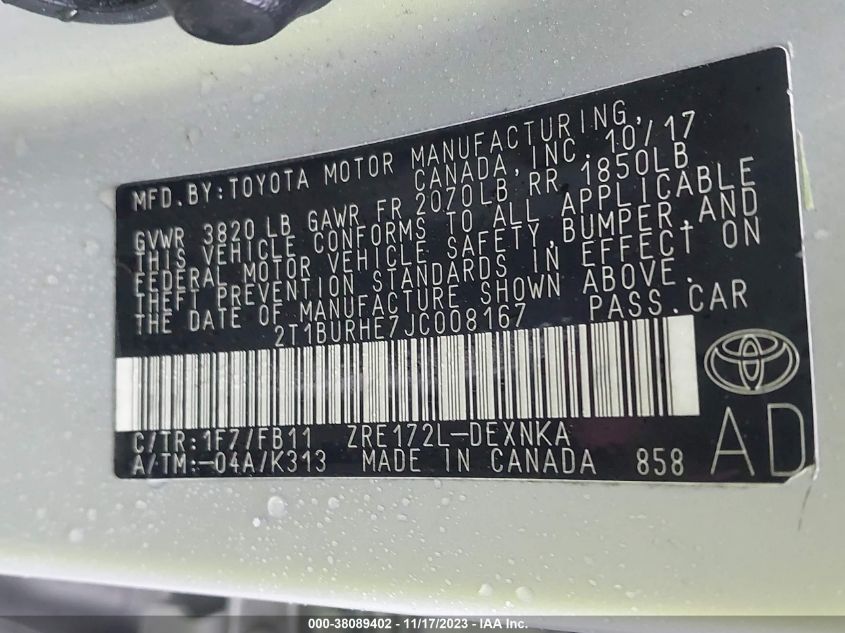 MFD.BY:TOYOTA MOTOR MANUFACTURING,
CANADA, INC. 10/17
GVWR 3820 LB GAWR FR 2070LB RR 1850LB
THIS VEHICLE CONFORMS TO ALL APPLICABLE
FEDERAL MOTOR VEHICLE SAFETY, BUMPER, AND
THEFT PREVENTION STANDARDS IN EFFECT ON
THE DATE OF MANUFACTURE SHOWN ABOVE.
2T1BURHE7JC008167 PASS.CAR
C/TR:1F7/FB11 ZRE172L-DEXNKA
A/TM:-04A/K313 MADE IN CANADA 858
AD
000-38089402 - 11/17/2023 - IAA Inc.